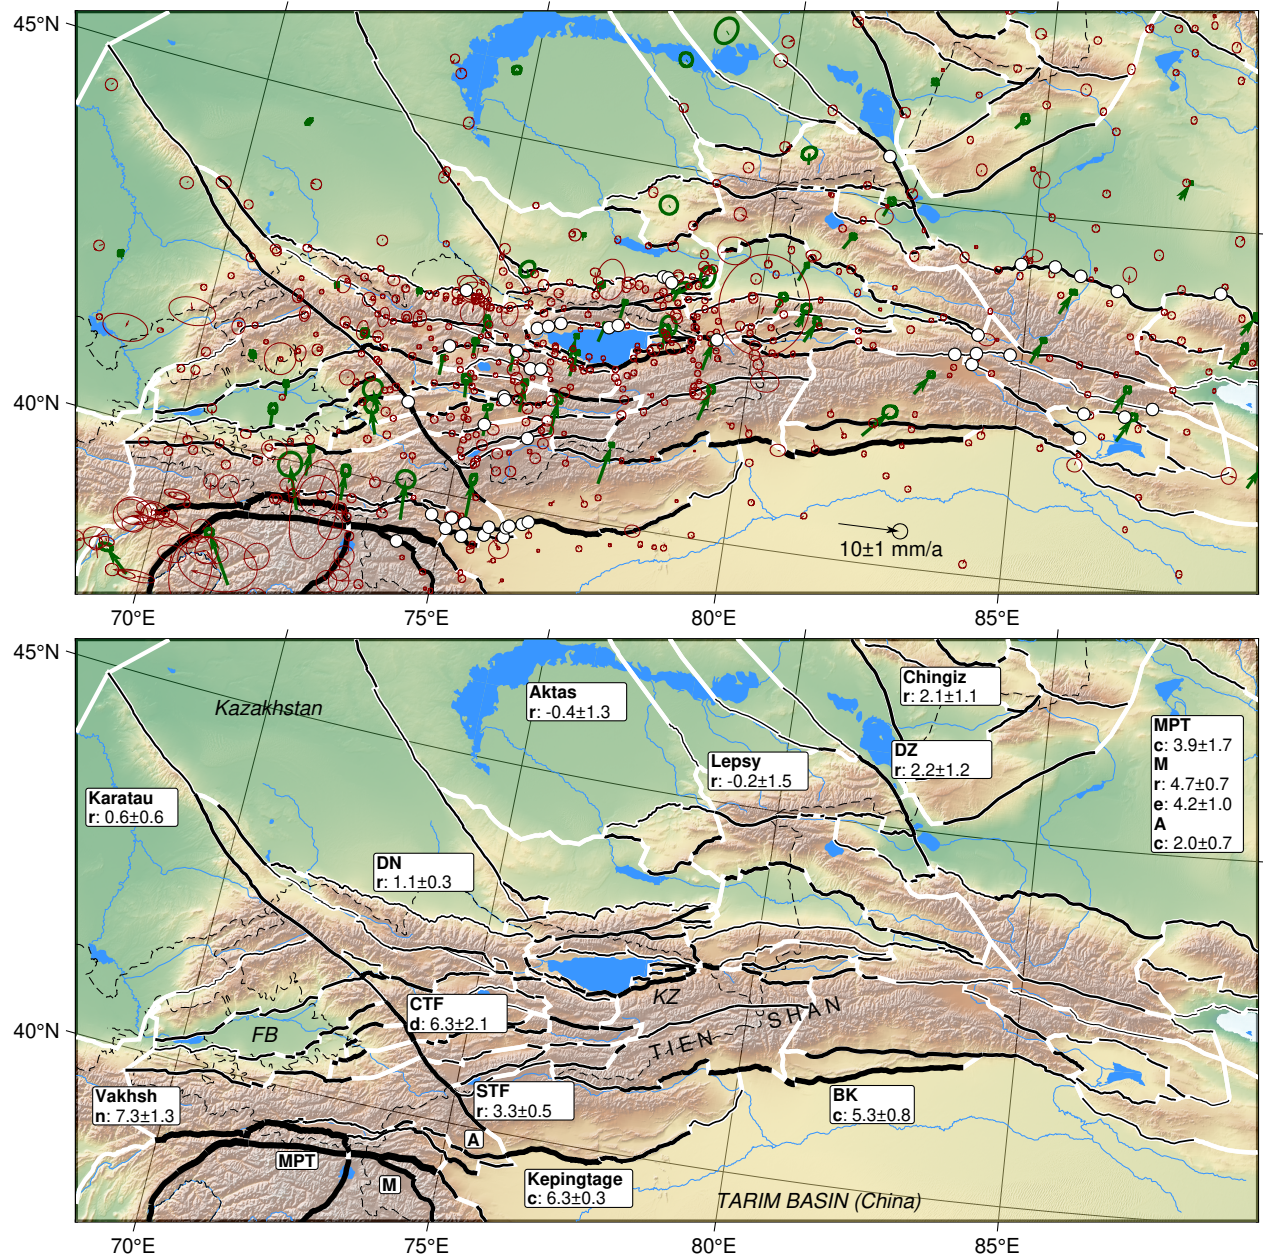 45°N
40°N
10±1 mm/a
70°E
75°E
80°E
85°E
45°N
Kazakhstan
Aktas
r: -0.4±1.3
Chingiz
r: 2.1±1.1
MPT
c: 3.9±1.7
M
r: 4.7±0.7
e: 4.2±1.0
A
c: 2.0±0.7
DZ
r: 2.2±1.2
Lepsy
r: -0.2±1.5
Karatau
r: 0.6±0.6
DN
r: 1.1±0.3
KZ
CTF
d: 6.3±2.1
TIEN SHAN
FB
40°N
Vakhsh
n: 7.3±1.3
STF
r: 3.3±0.5
BK
c: 5.3±0.8
A
MPT
M
Kepingtage
c: 6.3±0.3
TARIM BASIN (China)
70°E
75°E
80°E
85°E